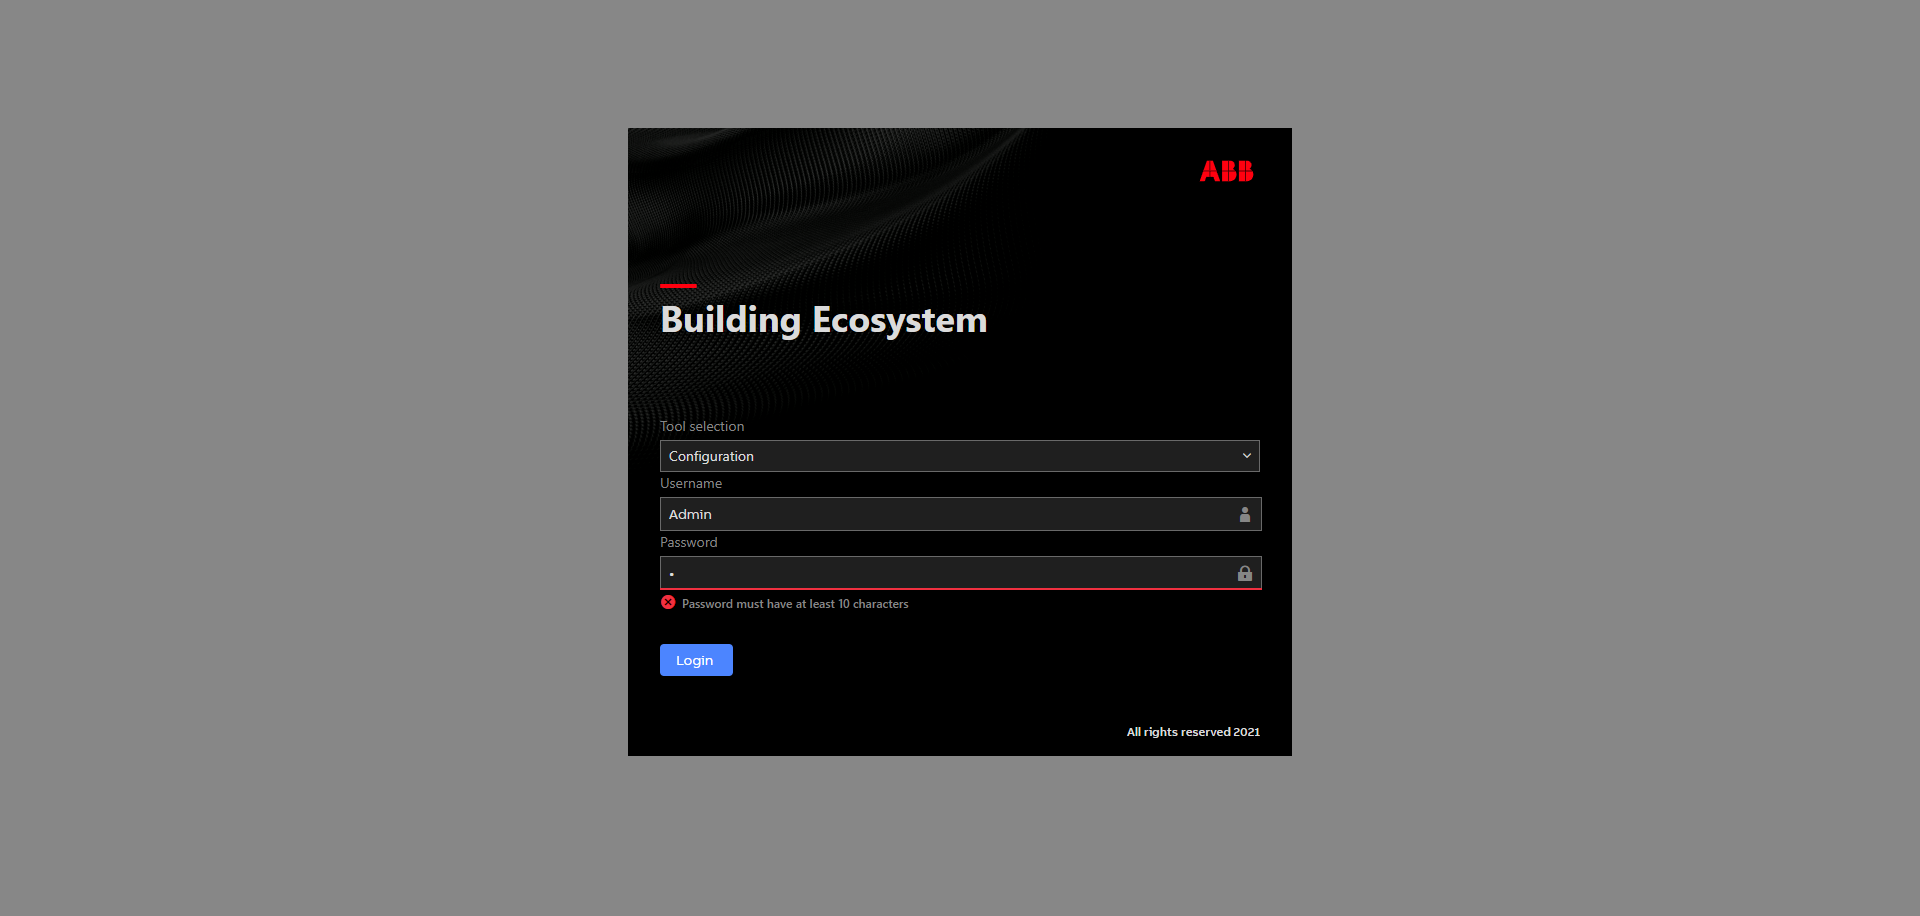 ABB
Building Ecosystem
Tool selection
Configuration
Username
Admin
Password
Password must have at least 10 characters
Login
All rights reserved 2021